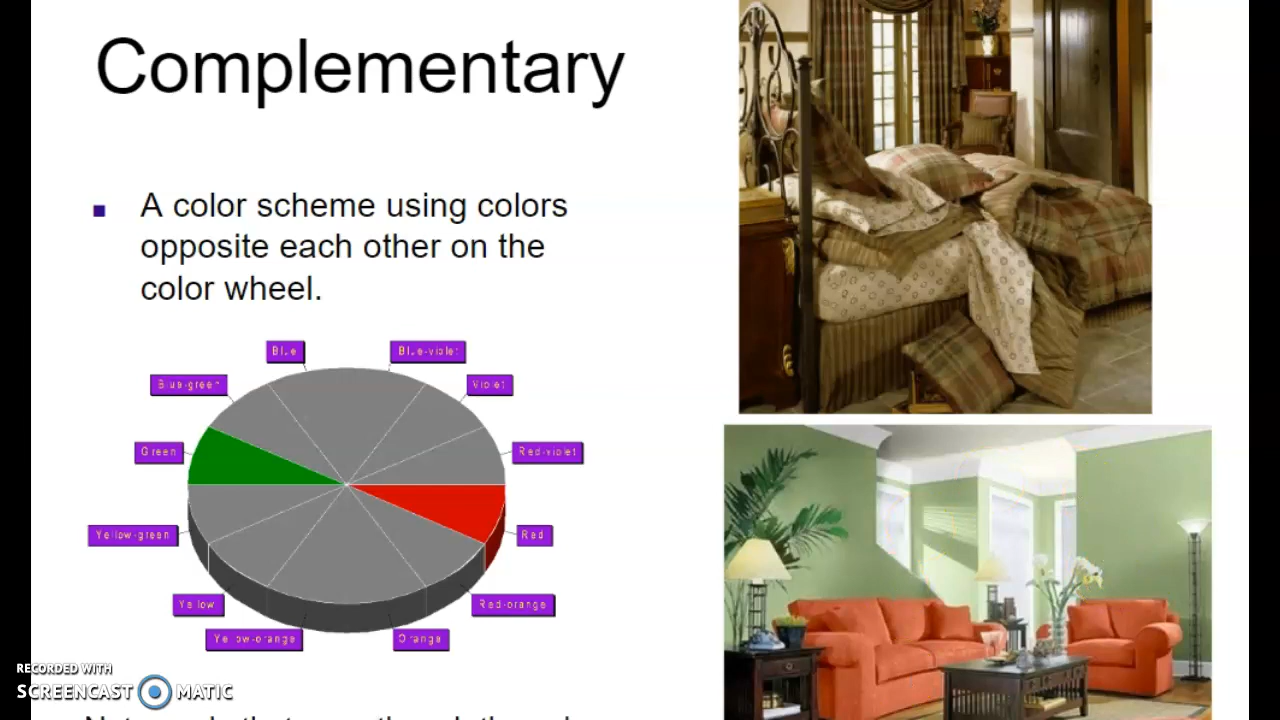 Complementary
A color scheme using colors
opposite each other on the
color wheel.
Blue
Blue-violet
Blue-green
Violet
Green
Red-violet
Yellow-green
Red
Yellow
Red-orange
Yellow-orange
Orange
RECORDED WITH
SCREENCAST MATIC